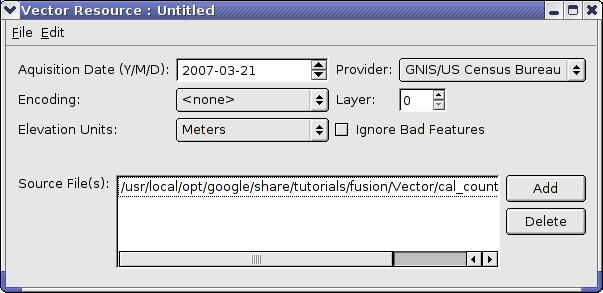 Vector Resource : Untitled
File Edit
Aquisition Date (Y/M/D): 2007-03-21 Provider: GNIS/US Census Bureau
Encoding: <none> Layer: 0
Elevation Units: Meters Ignore Bad Features
Source File(s): /usr/local/opt/google/share/tutorials/fusion/Vector/cal_count Add
Delete